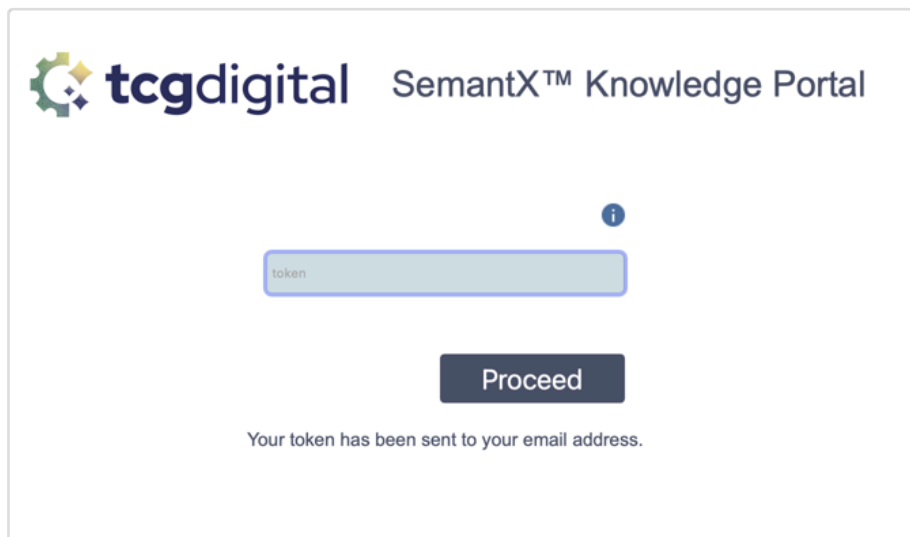 tcgdigital SemantX™ Knowledge Portal
i
token
Proceed
Your token has been sent to your email address.